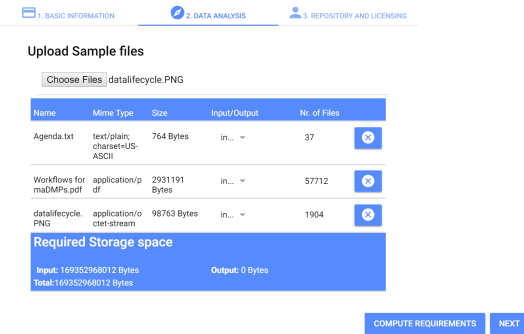 1. BASIC INFORMATION 2. DATA ANALYSIS 3. REPOSITORY AND LICENSING
Upload Sample files
Choose Files datalifecycle.PNG
Name Mime Type Size Input/Output Nr. of Files
Agenda.txt text/plain; 764 Bytes in... 37
charset=US-
ASCII
Workflows for application/p 2931191 in... 57712
maDMPs.pdf df Bytes
datalifecycle. application/o 98763 Bytes in... 1904
PNG ctet-stream
Required Storage space
Input: 169352968012 Bytes Output: 0 Bytes
Total:169352968012 Bytes
COMPUTE REQUIREMENTS NEXT